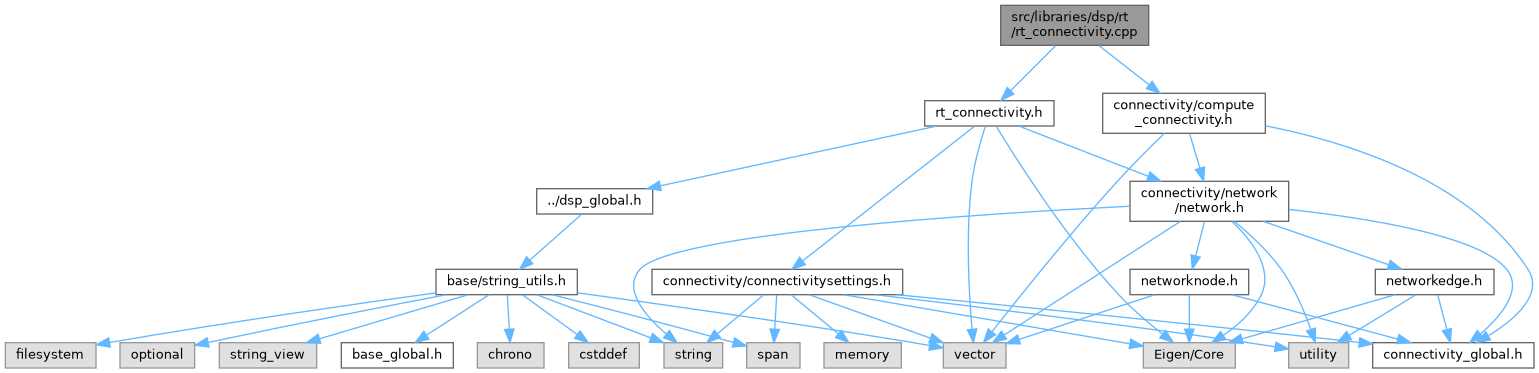 src/libraries/dsp/rt
/rt_connectivity.cpp
rt_connectivity.h
connectivity/compute
_connectivity.h
../dsp_global.h
connectivity/network
/network.h
base/string_utils.h
connectivity/connectivitysettings.h
networknode.h
networkedge.h
filesystem
optional
string_view
base_global.h
chrono
cstddef
string
span
memory
vector
Eigen/Core
utility
connectivity_global.h